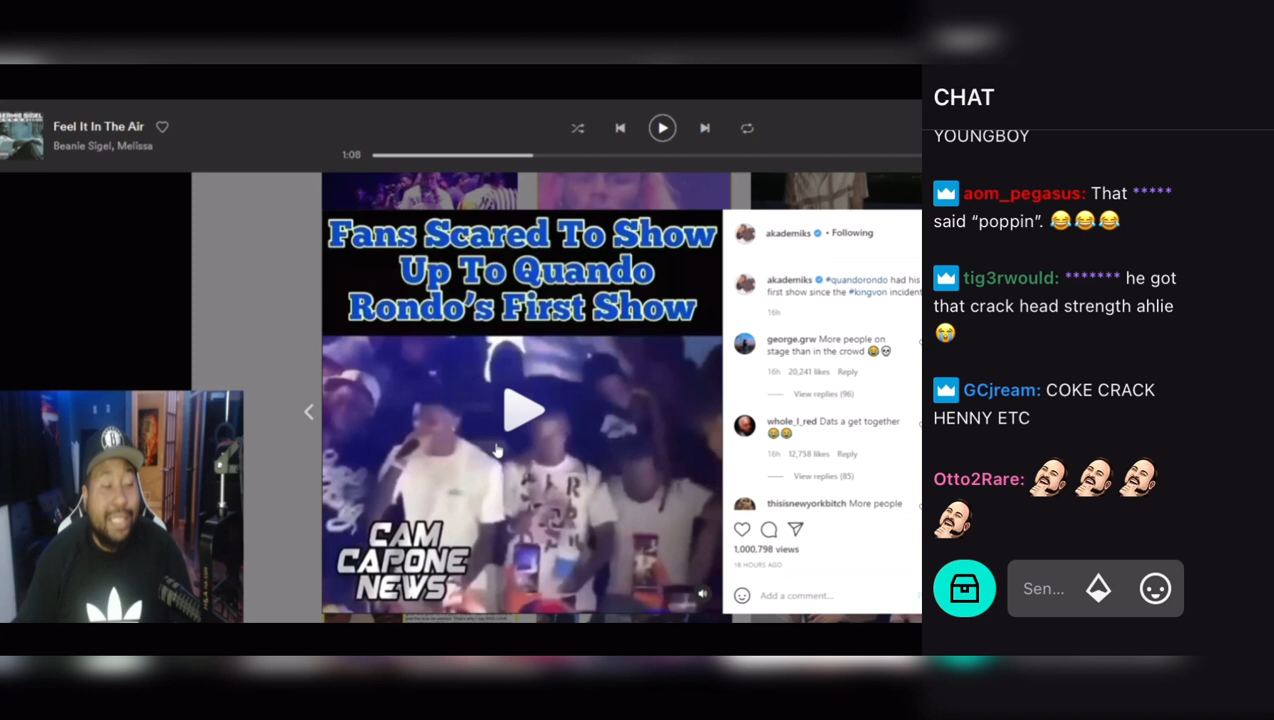 CHAT
YOUNGBOY
aom_pegasus: That *****
said “poppin”. 😂😂😂
tig3rwould: ******* he got
that crack head strength ahlie
😭
GCjream: COKE CRACK
HENNY ETC
Otto2Rare:
Sen...
Feel It In The Air
Beanie Sigel, Melissa
1:08
Fans Scared To Show
Up To Quando
Rondo’s First Show
CAM
CAPONE
NEWS
akademiks • Following
akademiks #quandorondo had his
first show since the #kingvon incident
16h
george.grw More people on
stage than in the crowd 😂💀
16h 20,241 likes Reply
View replies (96)
whole_l_red Dats a get together
😂😂
16h 12,758 likes Reply
View replies (85)
thisisnewyorkbitch More people
1,000,798 views
16 HOURS AGO
Add a comment...